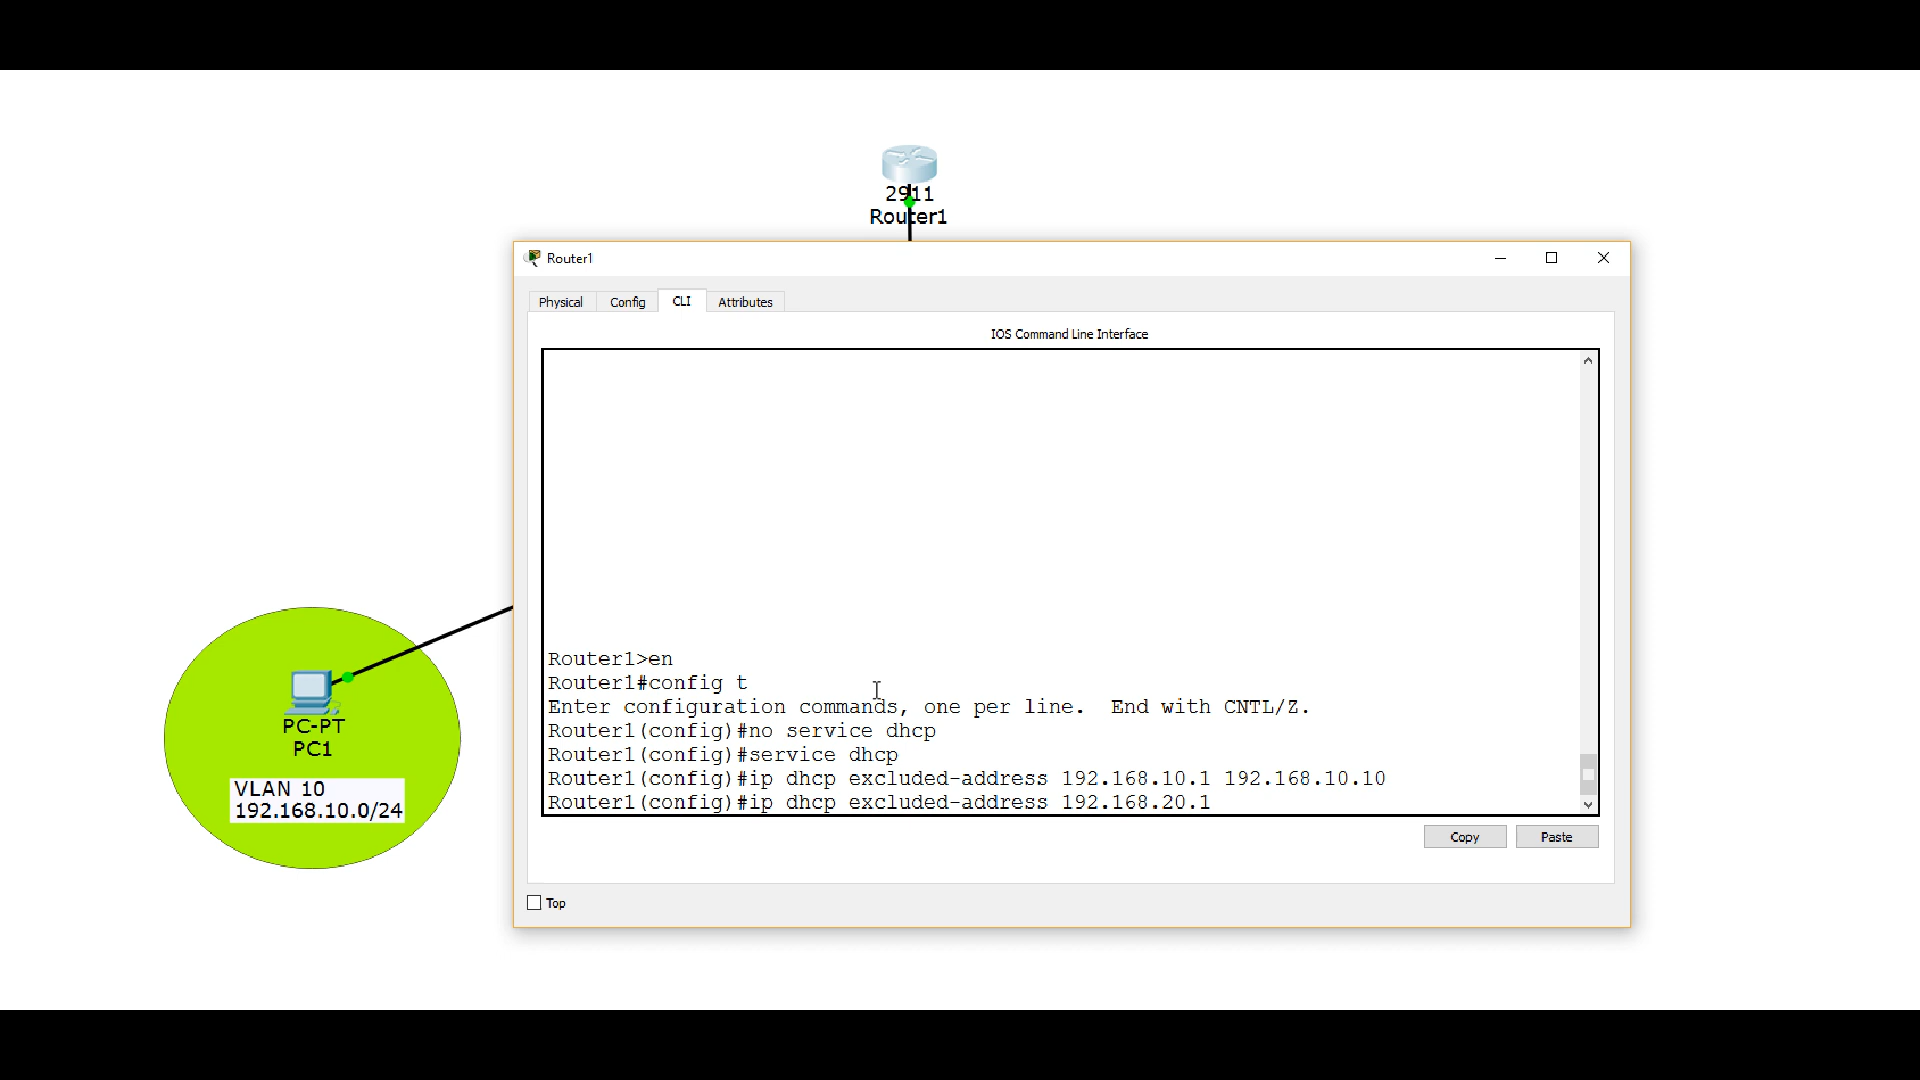 2911
Router1
Router1
Physical
Config
CLI
Attributes
IOS Command Line Interface
Router1>en
Router1#config t
Enter configuration commands, one per line.  End with CNTL/Z.
Router1(config)#no service dhcp
Router1(config)#service dhcp
Router1(config)#ip dhcp excluded-address 192.168.10.1 192.168.10.10
Router1(config)#ip dhcp excluded-address 192.168.20.1
Copy
Paste
Top
PC-PT
PC1
VLAN 10
192.168.10.0/24